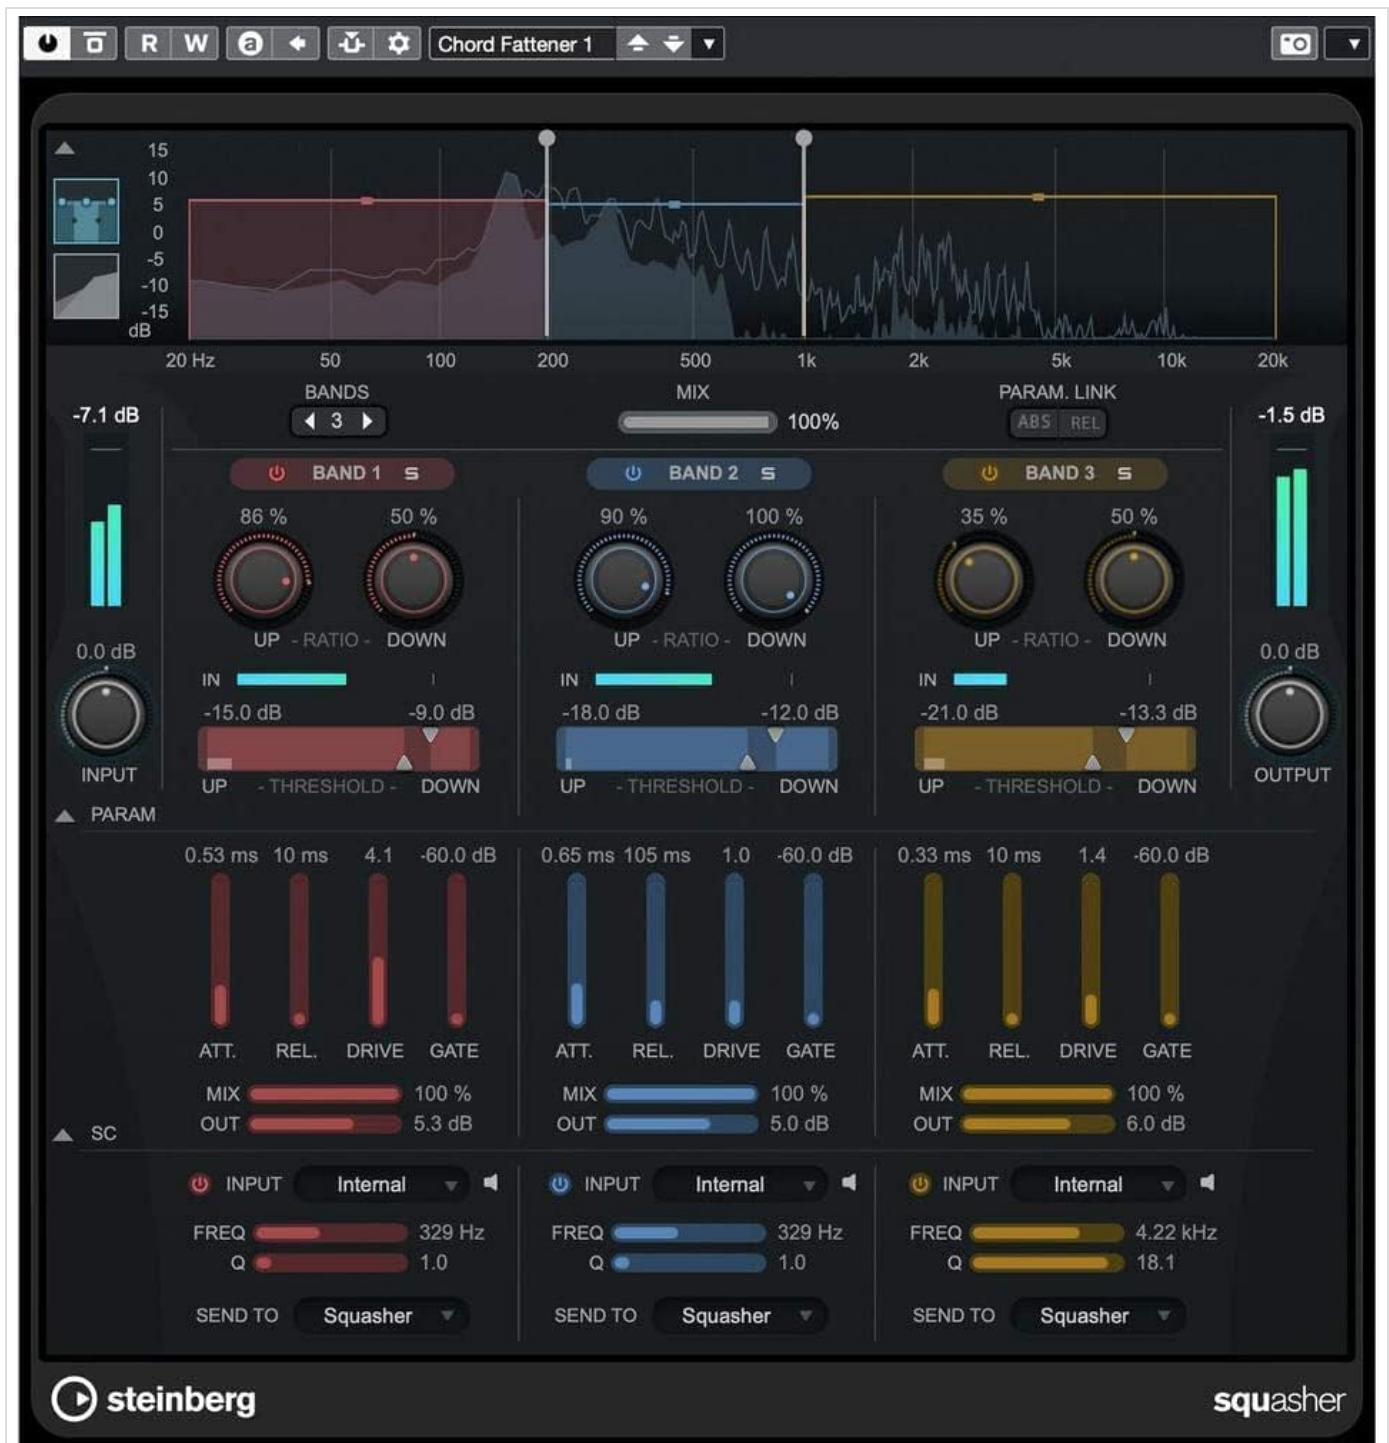 R W a Chord Fattener 1
15
10
5
0
-5
-10
-15
dB
20 Hz 50 100 200 500 1k 2k 5k 10k 20k
BANDS MIX PARAM. LINK
-7.1 dB 3 100% ABS REL -1.5 dB
BAND 1 S BAND 2 S BAND 3 S
86 % 50 % 90 % 100 % 35 % 50 %
UP - RATIO - DOWN UP - RATIO - DOWN UP - RATIO - DOWN
0.0 dB 0.0 dB
IN IN IN
-15.0 dB -9.0 dB -18.0 dB -12.0 dB -21.0 dB -13.3 dB
INPUT OUTPUT
UP - THRESHOLD - DOWN UP - THRESHOLD - DOWN UP - THRESHOLD - DOWN
PARAM
0.53 ms 10 ms 4.1 -60.0 dB 0.65 ms 105 ms 1.0 -60.0 dB 0.33 ms 10 ms 1.4 -60.0 dB
ATT. REL. DRIVE GATE ATT. REL. DRIVE GATE ATT. REL. DRIVE GATE
MIX 100 % MIX 100 % MIX 100 %
OUT 5.3 dB OUT 5.0 dB OUT 6.0 dB
SC
INPUT Internal INPUT Internal INPUT Internal
FREQ 329 Hz FREQ 329 Hz FREQ 4.22 kHz
Q 1.0 Q 1.0 Q 18.1
SEND TO Squasher SEND TO Squasher SEND TO Squasher
steinberg squasher